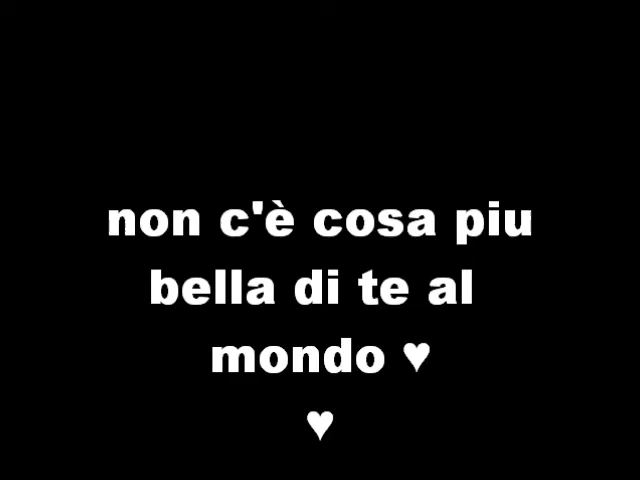 non c'è cosa piu
bella di te al
mondo ♥
♥